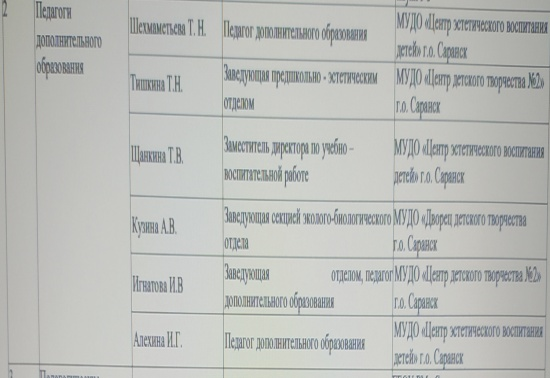 2
Педагоги
дополнительного
образования
Шехмаметьева Т. Н.
Педагог дополнительного образования
МУДО «Центр эстетического воспитания
детей» г.о. Саранск
Тишкина Т.Н.
Заведующая предшкольно - эстетическим
отделом
МУДО «Центр детского творчества №2»
г.о. Саранск
Щанкина Т.В.
Заместитель директора по учебно –
воспитательной работе
МУДО «Центр эстетического воспитания
детей» г.о. Саранск
Кузина А.В.
Заведующая секцией эколого-биологического
отдела
МУДО «Дворец детского творчества
г.о. Саранск
Игнатова И.В
Заведующая отделом, педагог
дополнительного образования
МУДО «Центр детского творчества №2»
г.о. Саранск
Алехина И.Г.
Педагог дополнительного образования
МУДО «Центр эстетического воспитания
детей» г.о. Саранск